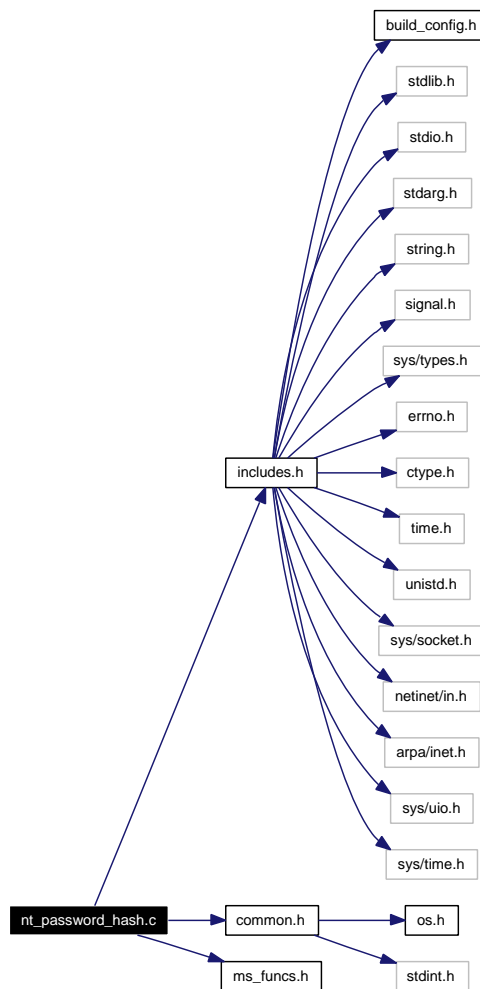 build_config.h
stdlib.h
stdio.h
stdarg.h
string.h
signal.h
sys/types.h
errno.h
includes.h
ctype.h
time.h
unistd.h
sys/socket.h
netinet/in.h
arpa/inet.h
sys/uio.h
sys/time.h
nt_password_hash.c
common.h
os.h
ms_funcs.h
stdint.h